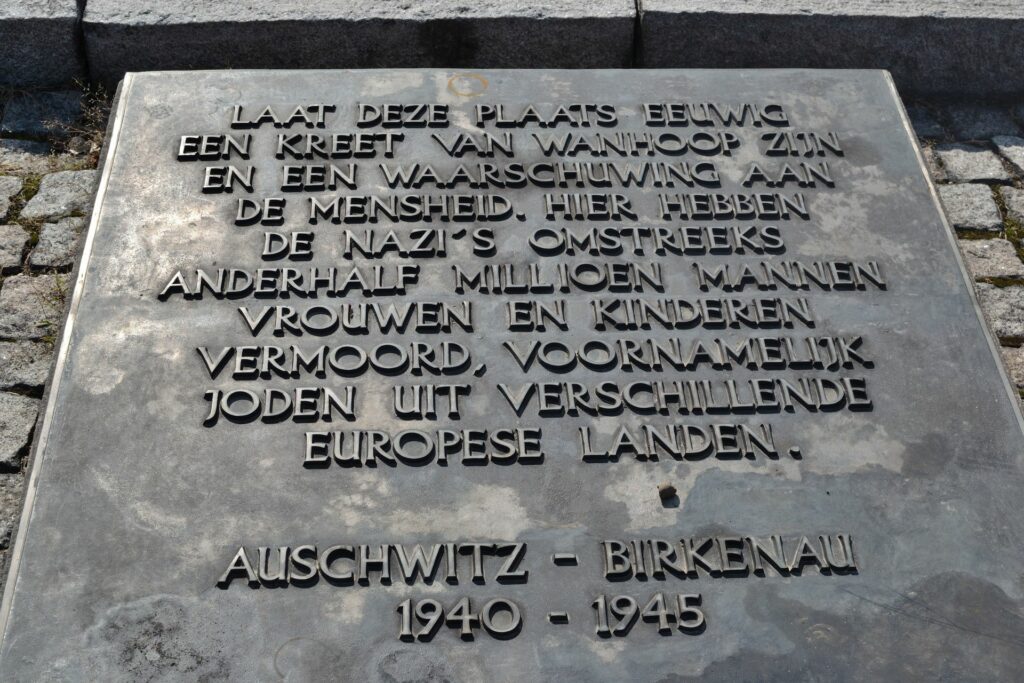 LAAT DEZE PLAATS EEUWIG
EEN KREET VAN WANHOOP ZIJN
EN EEN WAARSCHUWING AAN
DE MENSHEID. HIER HEBBEN
DE NAZI´S OMSTREEKS
ANDERHALF MILLIOEN MANNEN
VROUWEN EN KINDEREN
VERMOORD, VOORNAMELIJK
JODEN UIT VERSCHILLENDE
EUROPESE LANDEN.
AUSCHWITZ - BIRKENAU
1940 - 1945